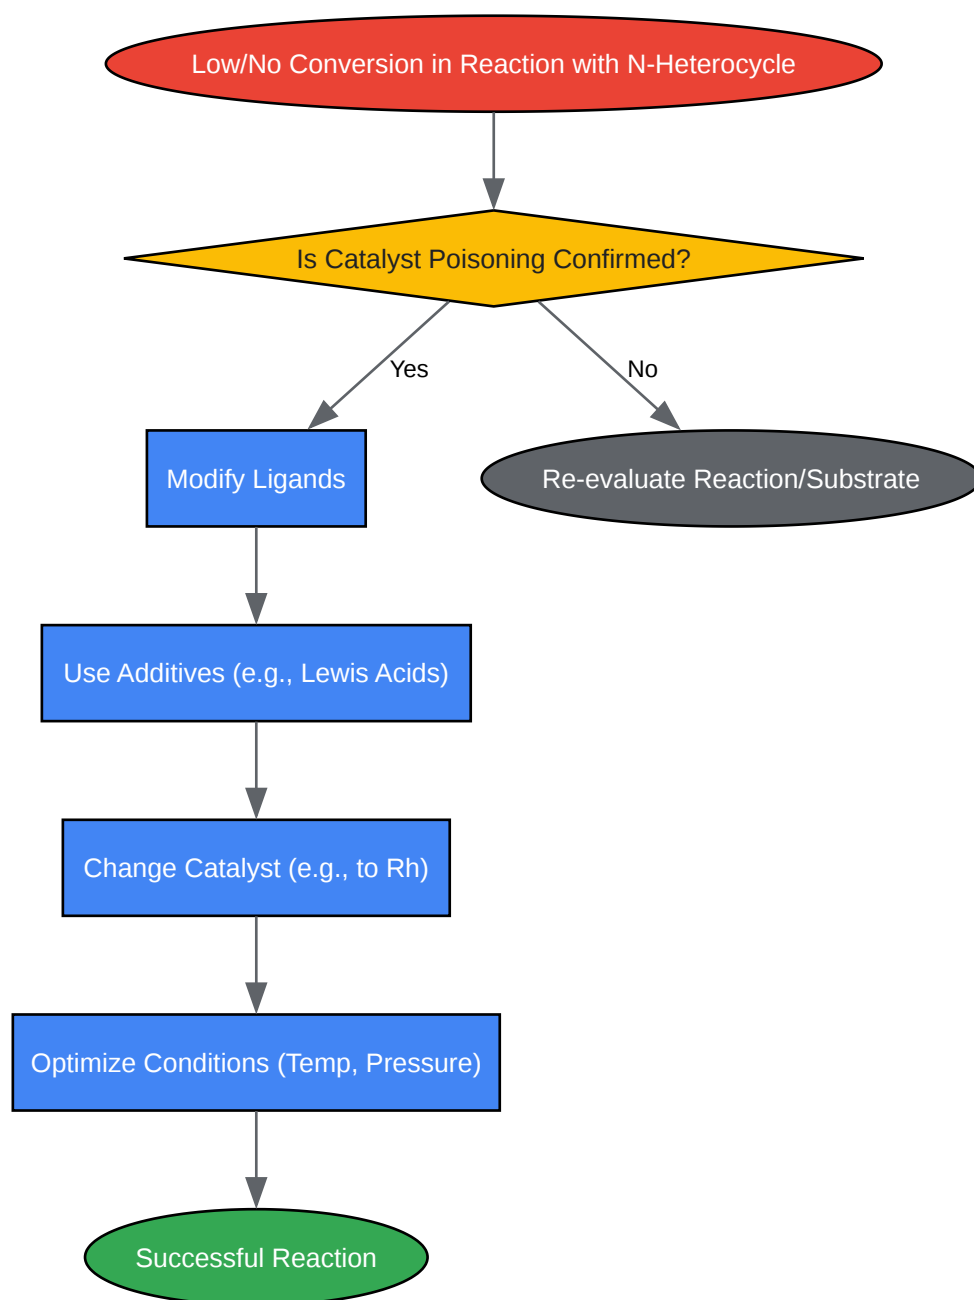 Low/No Conversion in Reaction with N-Heterocycle
Is Catalyst Poisoning Confirmed?
Yes
No
Modify Ligands
Re-evaluate Reaction/Substrate
Use Additives (e.g., Lewis Acids)
Change Catalyst (e.g., to Rh)
Optimize Conditions (Temp, Pressure)
Successful Reaction